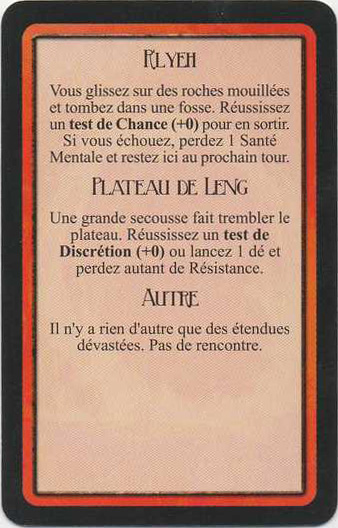 RLYEH
Vous glissez sur des roches mouillées
et tombez dans une fosse. Réussissez
un test de Chance (+0) pour en sortir.
Si vous échouez, perdez 1 Santé
Mentale et restez ici au prochain tour.
PLATEAU DE LENG
Une grande secousse fait trembler le
plateau. Réussissez un test de
Discrétion (+0) ou lancez 1 dé et
perdez autant de Résistance.
AUTRE
Il n'y a rien d'autre que des étendues
dévastées. Pas de rencontre.